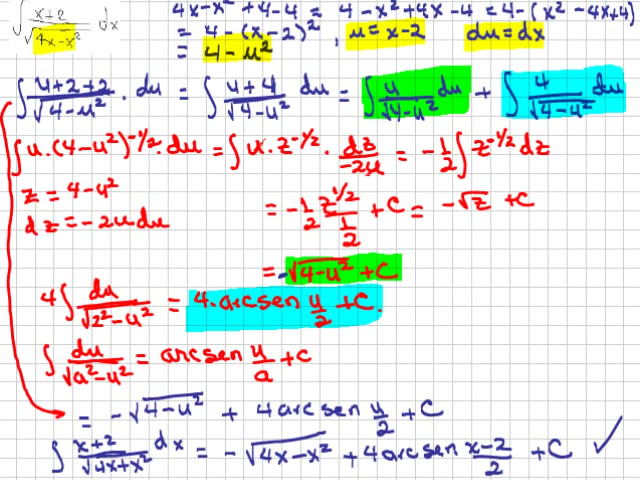 ∫ x+2/√(4x-x²) dx
4x-x²+4-4 = 4-x²+4x-4 = 4-(x²-4x+4)
= 4-(x-2)², u=x-2 du=dx
= 4-u²
∫ u+2+2/√(4-u²) · du = ∫ u+4/√(4-u²) du = ∫ u/√(4-u²) du + ∫ 4/√(4-u²) du
∫ u·(4-u²)^-1/2 · du = ∫ u·z^-1/2 · dz/-2u = -1/2 ∫ z^-1/2 dz
z = 4-u²
dz = -2u du
= -1/2 z^1/2/(1/2) + C = -√z + C
= -√(4-u²) + C
4 ∫ du/√(2²-u²) = 4·arcsen u/2 + C.
∫ du/√(a²-u²) = arcsen u/a + C
= -√(4-u²) + 4 arcsen u/2 + C
∫ x+2/√(4x+x²) dx = -√(4x-x²) + 4 arcsen x-2/2 + C ✓